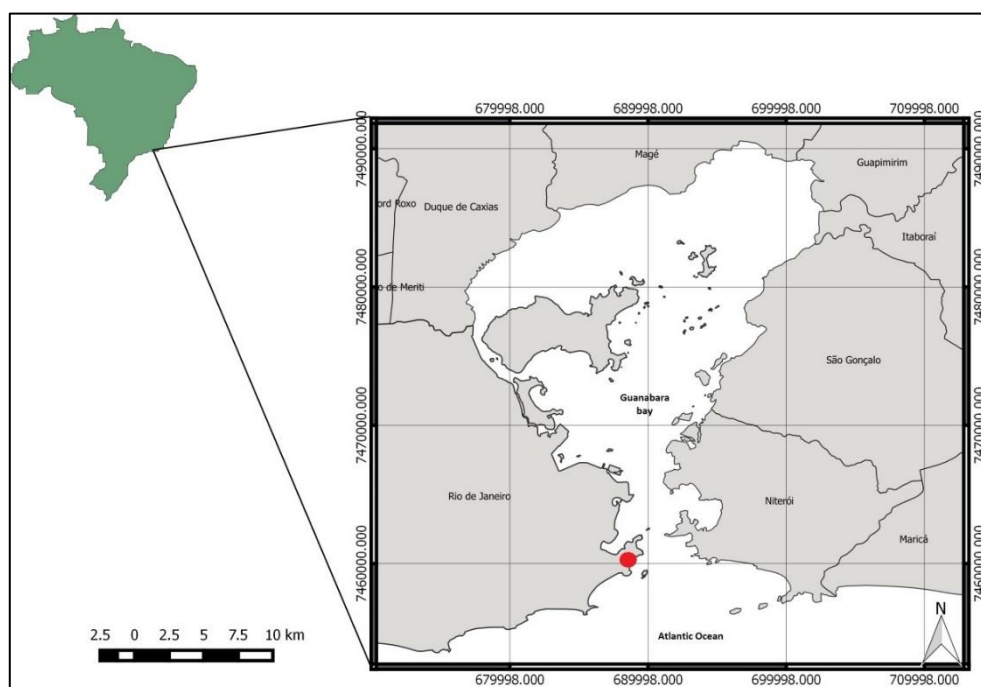 679998.000 689998.000 699998.000 709998.000
7490000.000
7490000.000
Magé
Guapimirim
ord Roxo
Duque de Caxias
Itaboraí
7480000.000
7480000.000
o de Meriti
São Gonçalo
Guanabara
bay
7470000.000
7470000.000
Rio de Janeiro
Niterói
Maricá
7460000.000
7460000.000
N
2.5 0 2.5 5 7.5 10 km
Atlantic Ocean
679998.000 689998.000 699998.000 709998.000